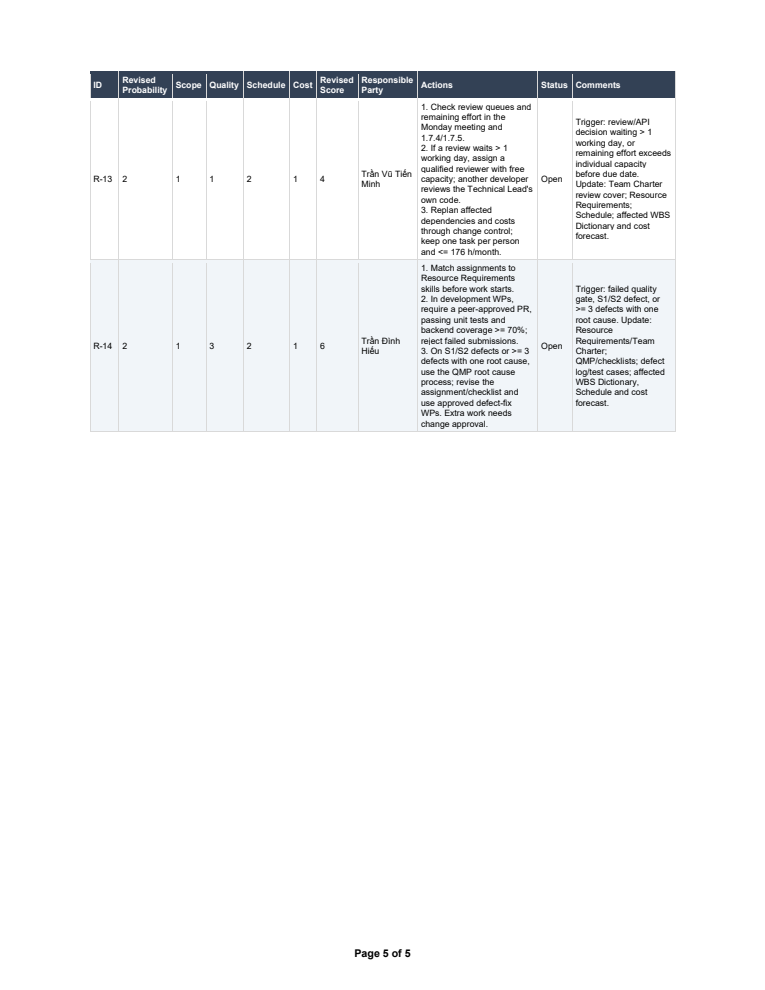 ID
Revised
Probability
Scope
Quality
Schedule
Cost
Revised
Score
Responsible
Party
Actions
Status
Comments
R-13
2
1
1
2
1
4
Trần Vũ Tiến
Minh
1. Check review queues and
remaining effort in the
Monday meeting and
1.7.4/1.7.5.
2. If a review waits > 1
working day, assign a
qualified reviewer with free
capacity; another developer
reviews the Technical Lead's
own code.
3. Replan affected
dependencies and costs
through change control;
keep one task per person
and <= 176 h/month.
Open
Trigger: review/API
decision waiting > 1
working day, or
remaining effort exceeds
individual capacity
before due date.
Update: Team Charter
review cover; Resource
Requirements;
Schedule; affected WBS
Dictionary and cost
forecast.
R-14
2
1
3
2
1
6
Trần Đình
Hiếu
1. Match assignments to
Resource Requirements
skills before work starts.
2. In development WPs,
require a peer-approved PR,
passing unit tests and
backend coverage >= 70%;
reject failed submissions.
3. On S1/S2 defects or >= 3
defects with one root cause,
use the QMP root cause
process; revise the
assignment/checklist and
use approved defect-fix
WPs. Extra work needs
change approval.
Open
Trigger: failed quality
gate, S1/S2 defect, or
>= 3 defects with one
root cause. Update:
Resource
Requirements/Team
Charter;
QMP/checklists; defect
log/test cases; affected
WBS Dictionary,
Schedule and cost
forecast.
Page 5 of 5